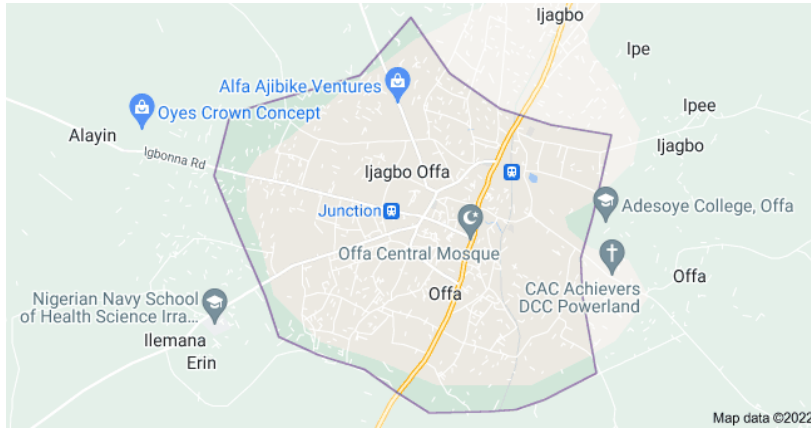 Ijagbo
Ipe
Alfa Ajibike Ventures
Oyes Crown Concept
Ipee
Alayin
Ijagbo
Igbonna Rd
Ijagbo Offa
Junction
Adesoye College, Offa
Offa Central Mosque
Offa
CAC Achievers
DCC Powerland
Offa
Nigerian Navy School
of Health Science Irra...
Ilemana
Erin
Map data ©2022